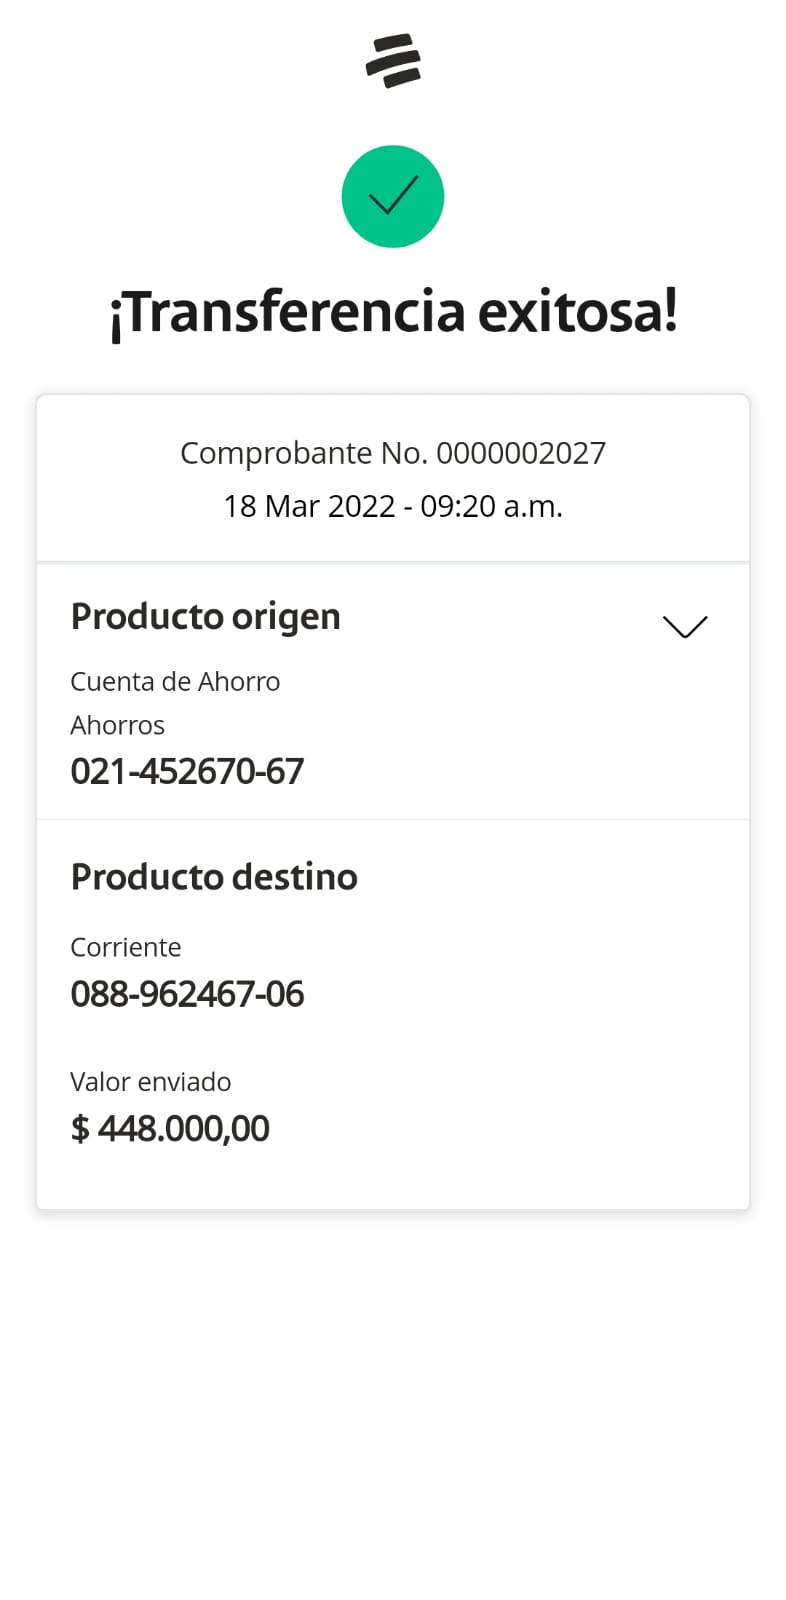 ¡Transferencia exitosa!
Comprobante No. 0000002027
18 Mar 2022 - 09:20 a.m.
Producto origen
Cuenta de Ahorro
Ahorros
021-452670-67
Producto destino
Corriente
088-962467-06
Valor enviado
$ 448.000,00